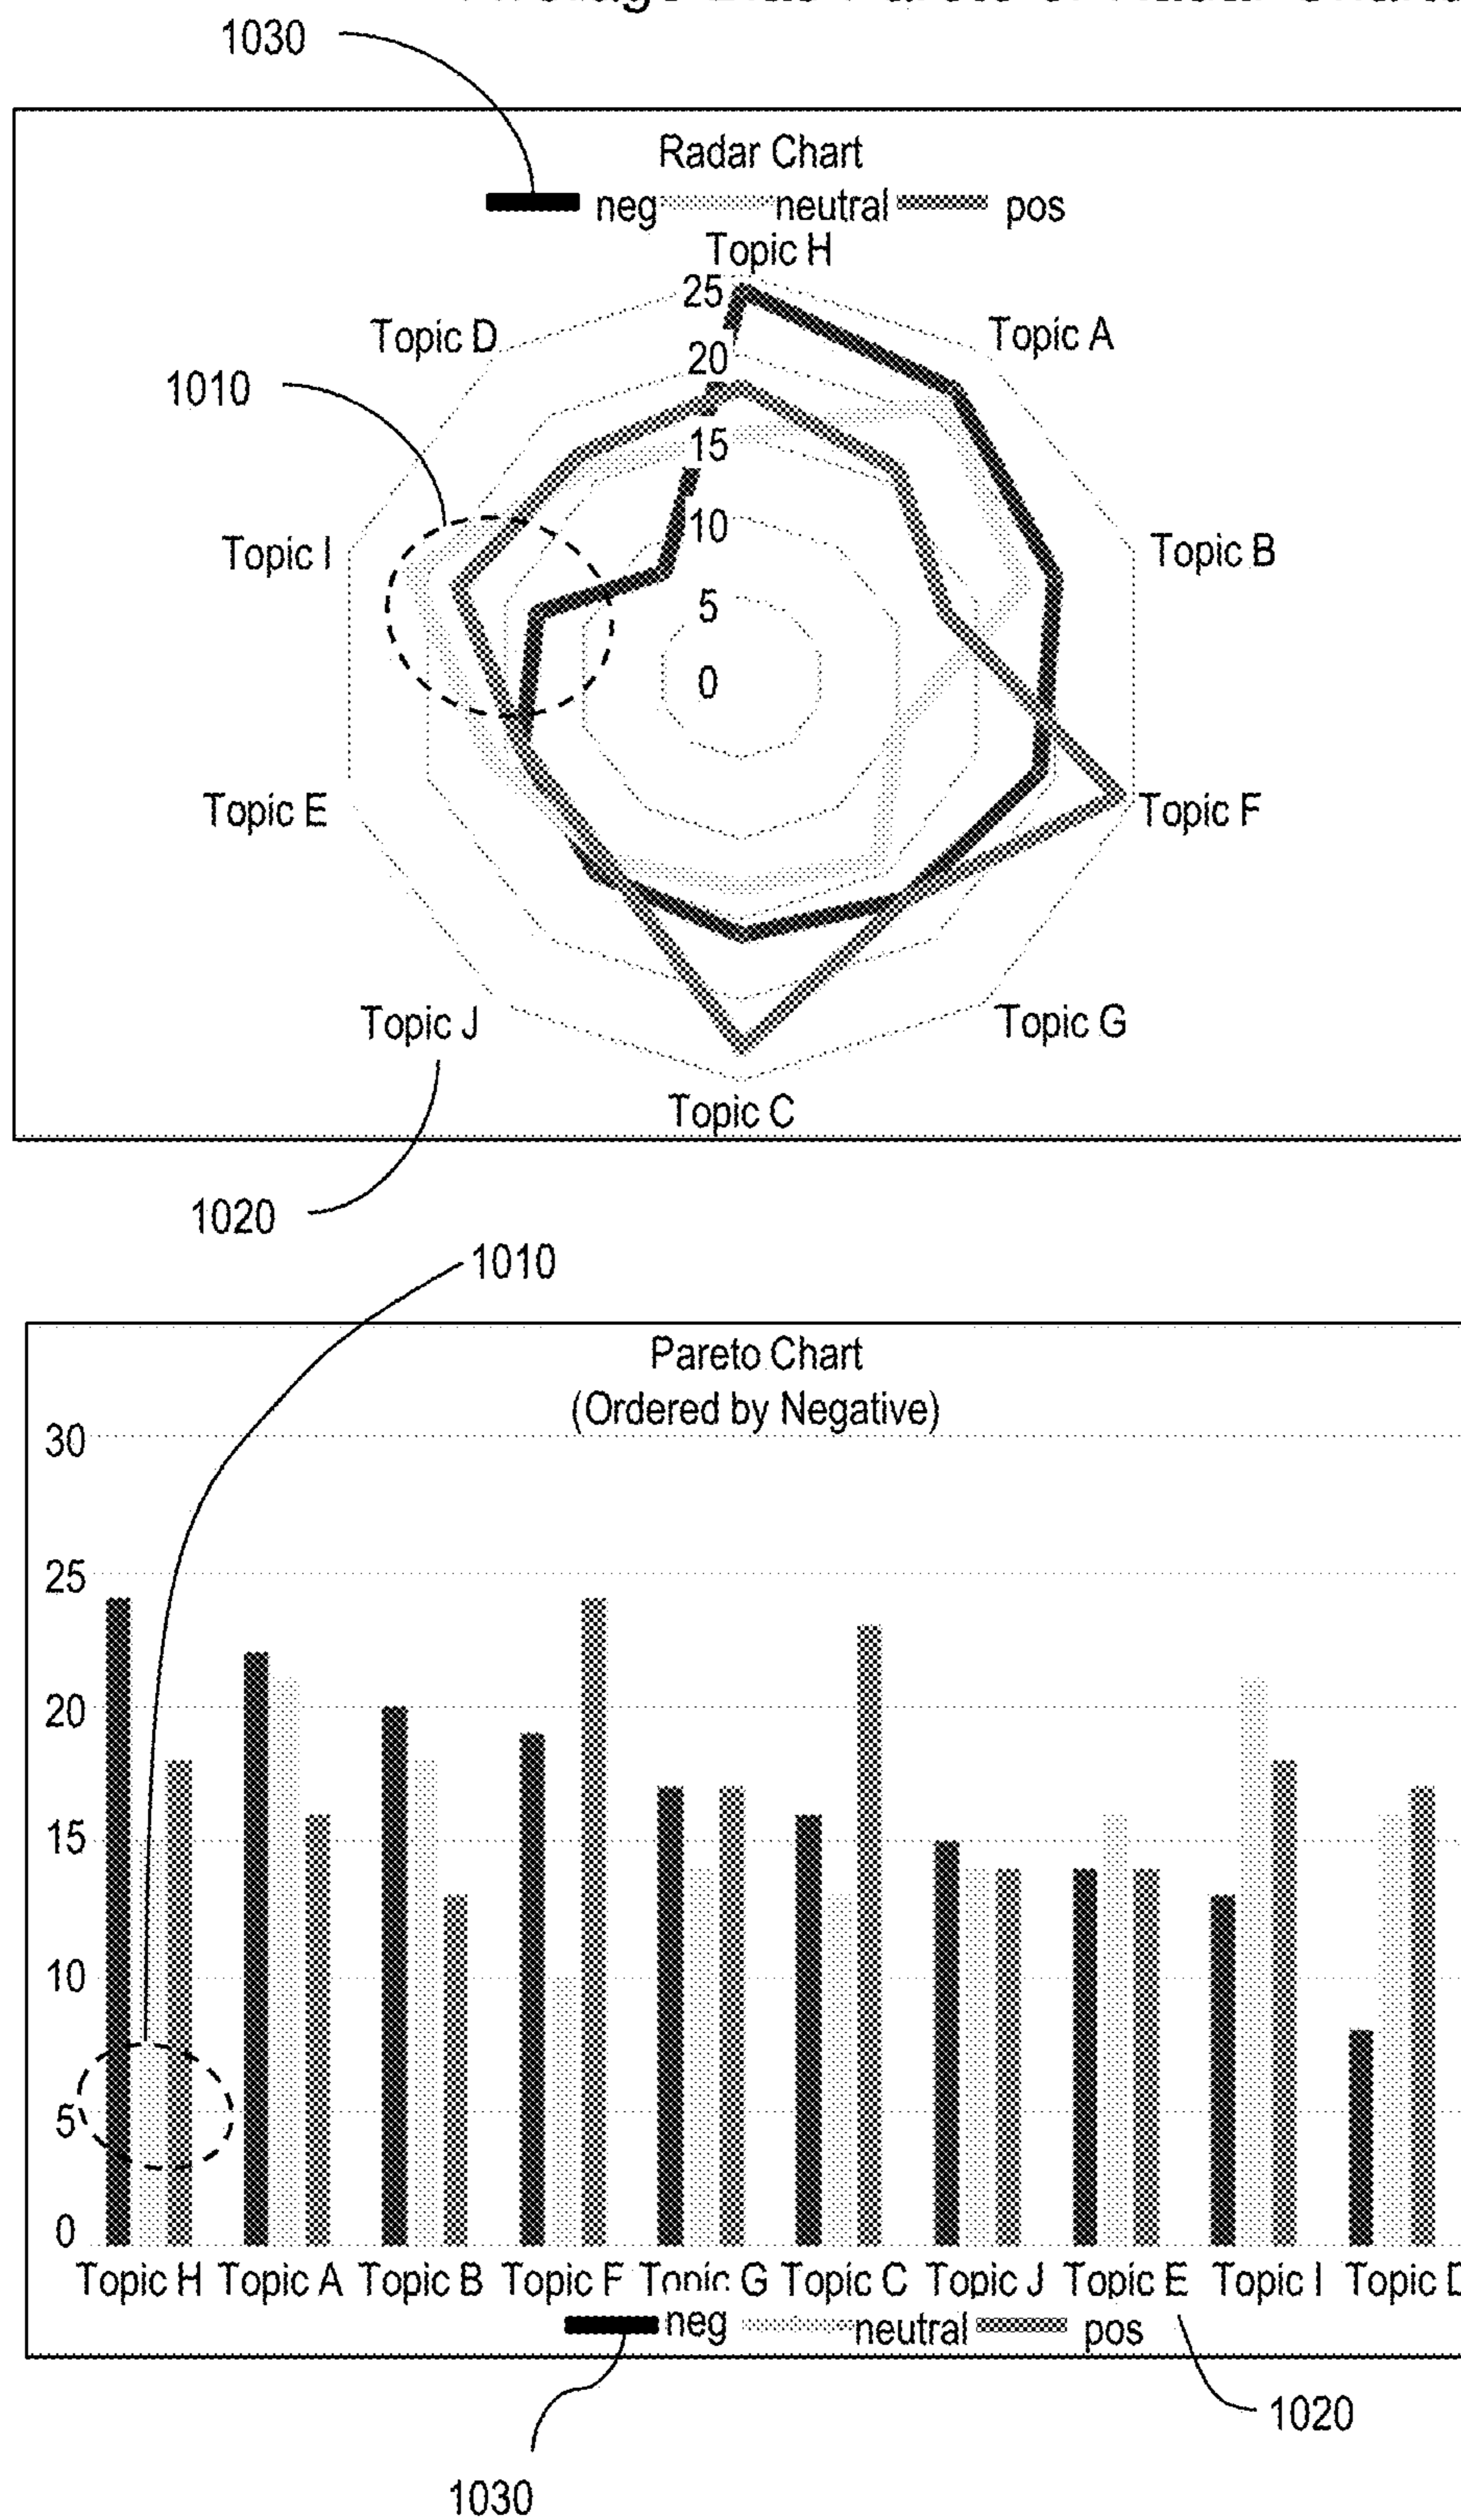 1030
Radar Chart
neg neutral pos
Topic H
25
Topic D
Topic A
20
1010
15
10
Topic I
Topic B
5
0
Topic E
Topic F
Topic J
Topic G
Topic C
1020
1010
Pareto Chart
(Ordered by Negative)
30
25
20
15
10
5
0
Topic H Topic A Topic B Topic F Topic G Topic C Topic J Topic E Topic I Topic
neg neutral pos
1020
1030